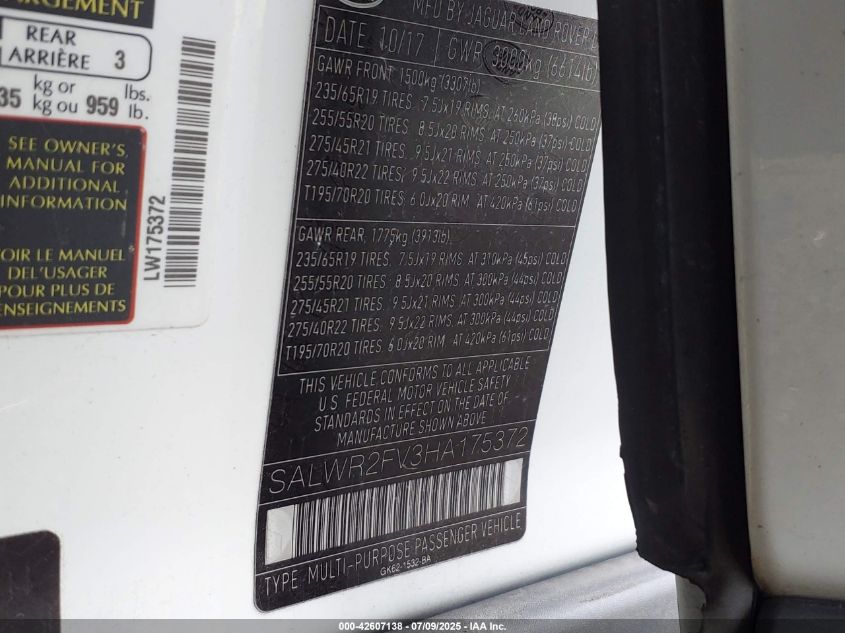 ARGEMENT
REAR
ARRIÈRE 3
kg or lbs.
35 kg ou 959 lb.
SEE OWNER'S
MANUAL FOR
ADDITIONAL
INFORMATION
VOIR LE MANUEL
DEL'USAGER
POUR PLUS DE
RENSEIGNEMENTS
LW175372
MFD BY JAGUAR LAND ROVER
DATE 10/17 GWR 3000kg (6614lb)
GAWR FRONT 1500kg (3307lb)
235/65R19 TIRES: 7.5Jx19 RIMS AT 260kPa (38psi) COLD
255/55R20 TIRES: 8.5Jx20 RIMS AT 250kPa (37psi) COLD
275/45R21 TIRES: 9.5Jx21 RIMS AT 250kPa (37psi) COLD
275/40R22 TIRES: 9.5Jx22 RIMS AT 250kPa (37psi) COLD
T195/70R20 TIRES: 6.0Jx20 RIM AT 420kPa (61psi) COLD
GAWR REAR 1775kg (3913lb)
235/65R19 TIRES: 7.5Jx19 RIMS AT 310kPa (45psi) COLD
255/55R20 TIRES: 8.5Jx20 RIMS AT 300kPa (44psi) COLD
275/45R21 TIRES: 9.5Jx21 RIMS AT 300kPa (44psi) COLD
275/40R22 TIRES: 9.5Jx22 RIMS AT 300kPa (44psi) COLD
T195/70R20 TIRES: 6.0Jx20 RIM AT 420kPa (61psi) COLD
THIS VEHICLE CONFORMS TO ALL APPLICABLE
U.S. FEDERAL MOTOR VEHICLE SAFETY
STANDARDS IN EFFECT ON THE DATE OF
MANUFACTURE SHOWN ABOVE
SALWR2FV3HA175372
TYPE: MULTI-PURPOSE PASSENGER VEHICLE
GK62-1532-BA
000-42607138 - 07/09/2025 - IAA Inc.